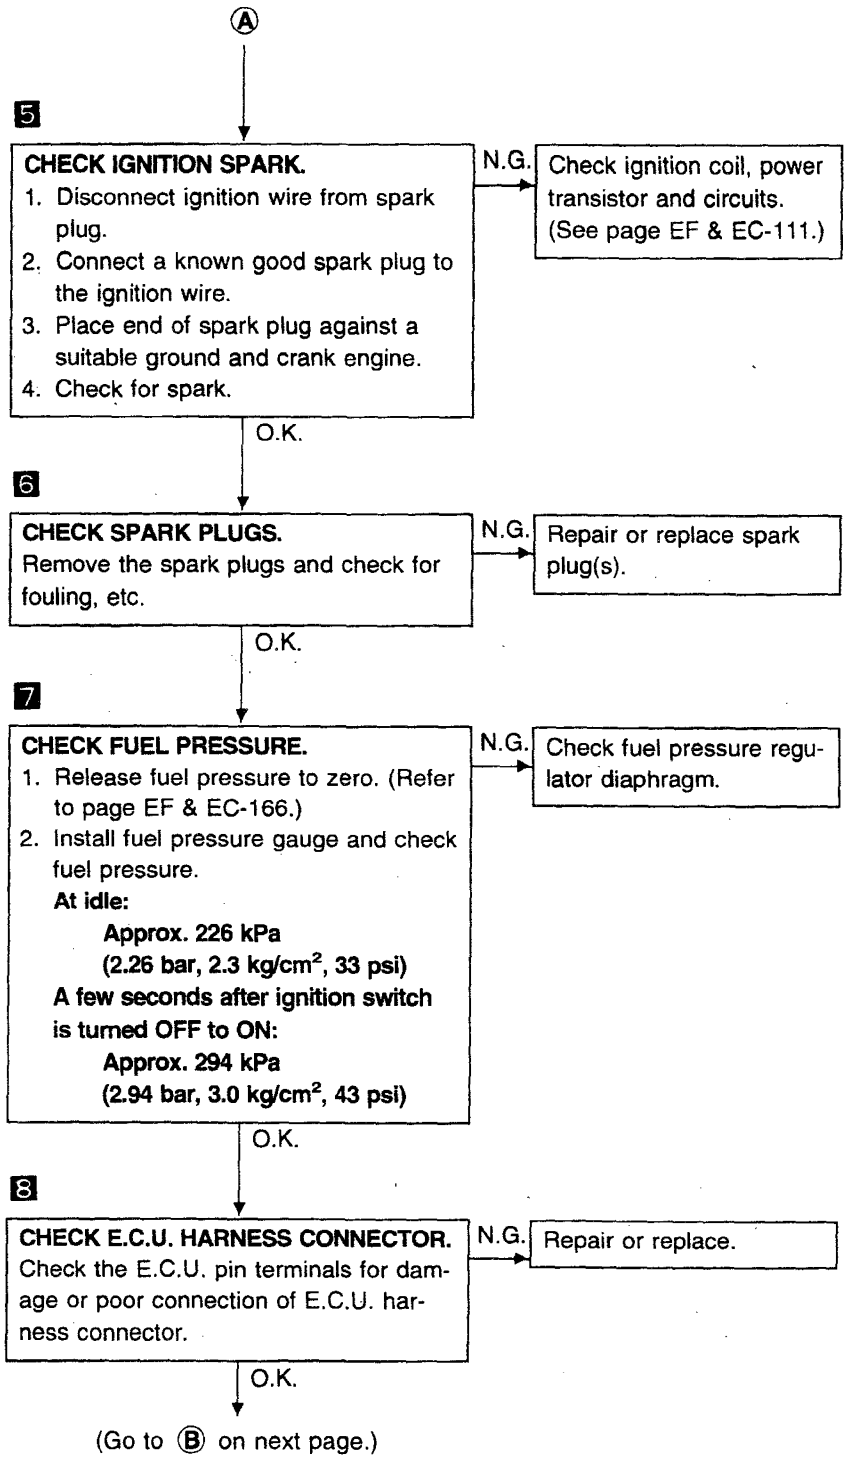 A
5
CHECK IGNITION SPARK.
1. Disconnect ignition wire from spark
plug.
2. Connect a known good spark plug to
the ignition wire.
3. Place end of spark plug against a
suitable ground and crank engine.
4. Check for spark.
N.G.
Check ignition coil, power
transistor and circuits.
(See page EF & EC-111.)
O.K.
6
CHECK SPARK PLUGS.
Remove the spark plugs and check for
fouling, etc.
N.G.
Repair or replace spark
plug(s).
O.K.
7
CHECK FUEL PRESSURE.
1. Release fuel pressure to zero. (Refer
to page EF & EC-166.)
2. Install fuel pressure gauge and check
fuel pressure.
At idle:
Approx. 226 kPa
(2.26 bar, 2.3 kg/cm², 33 psi)
A few seconds after ignition switch
is turned OFF to ON:
Approx. 294 kPa
(2.94 bar, 3.0 kg/cm², 43 psi)
N.G.
Check fuel pressure regu-
lator diaphragm.
O.K.
8
CHECK E.C.U. HARNESS CONNECTOR.
Check the E.C.U. pin terminals for dam-
age or poor connection of E.C.U. har-
ness connector.
N.G.
Repair or replace.
O.K.
(Go to B on next page.)